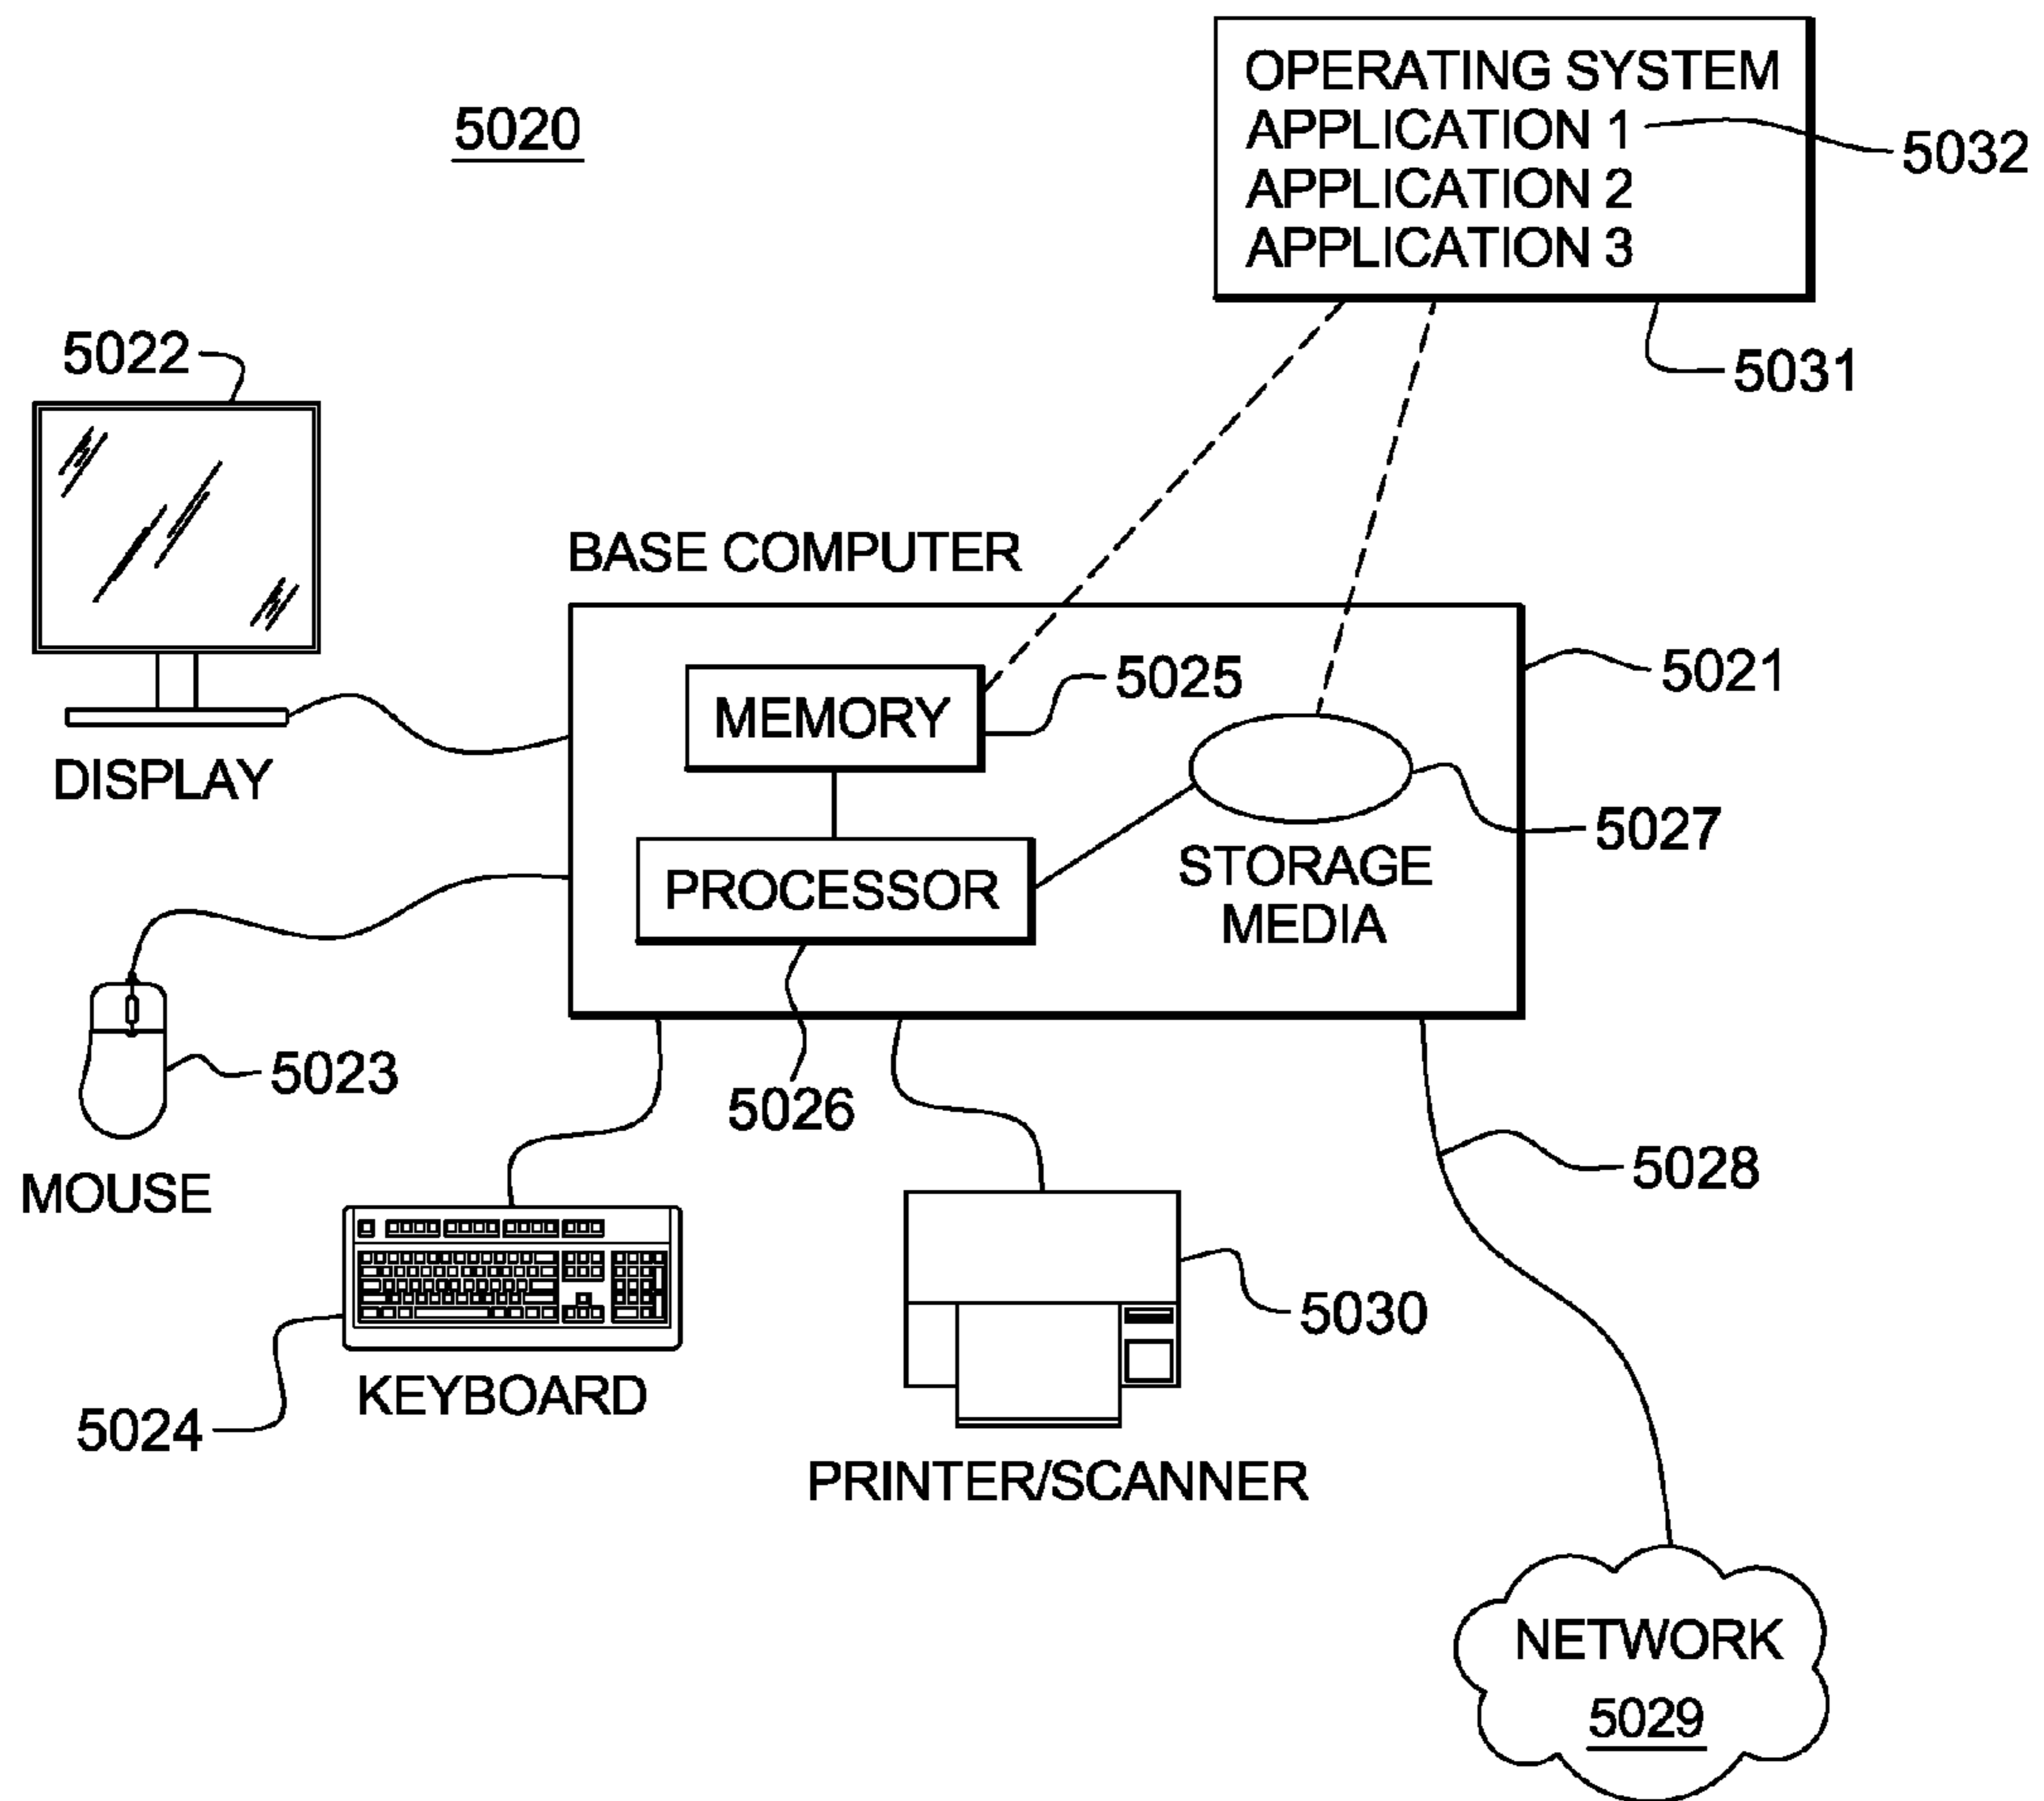 5020
OPERATING SYSTEM
APPLICATION 1
APPLICATION 2
APPLICATION 3
5032
5031
5022
DISPLAY
BASE COMPUTER
5021
MEMORY
5025
PROCESSOR
5026
STORAGE
MEDIA
5027
MOUSE
5023
KEYBOARD
5024
PRINTER/SCANNER
5030
5028
NETWORK
5029